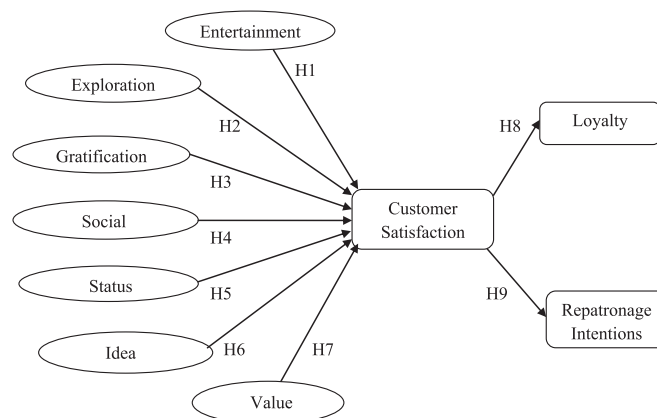 Entertainment
H1
Exploration
H2
Gratification
H3
Social
H4
Status
H5
Idea
H6
Value
H7
Customer
Satisfaction
H8
Loyalty
H9
Repatronage
Intentions